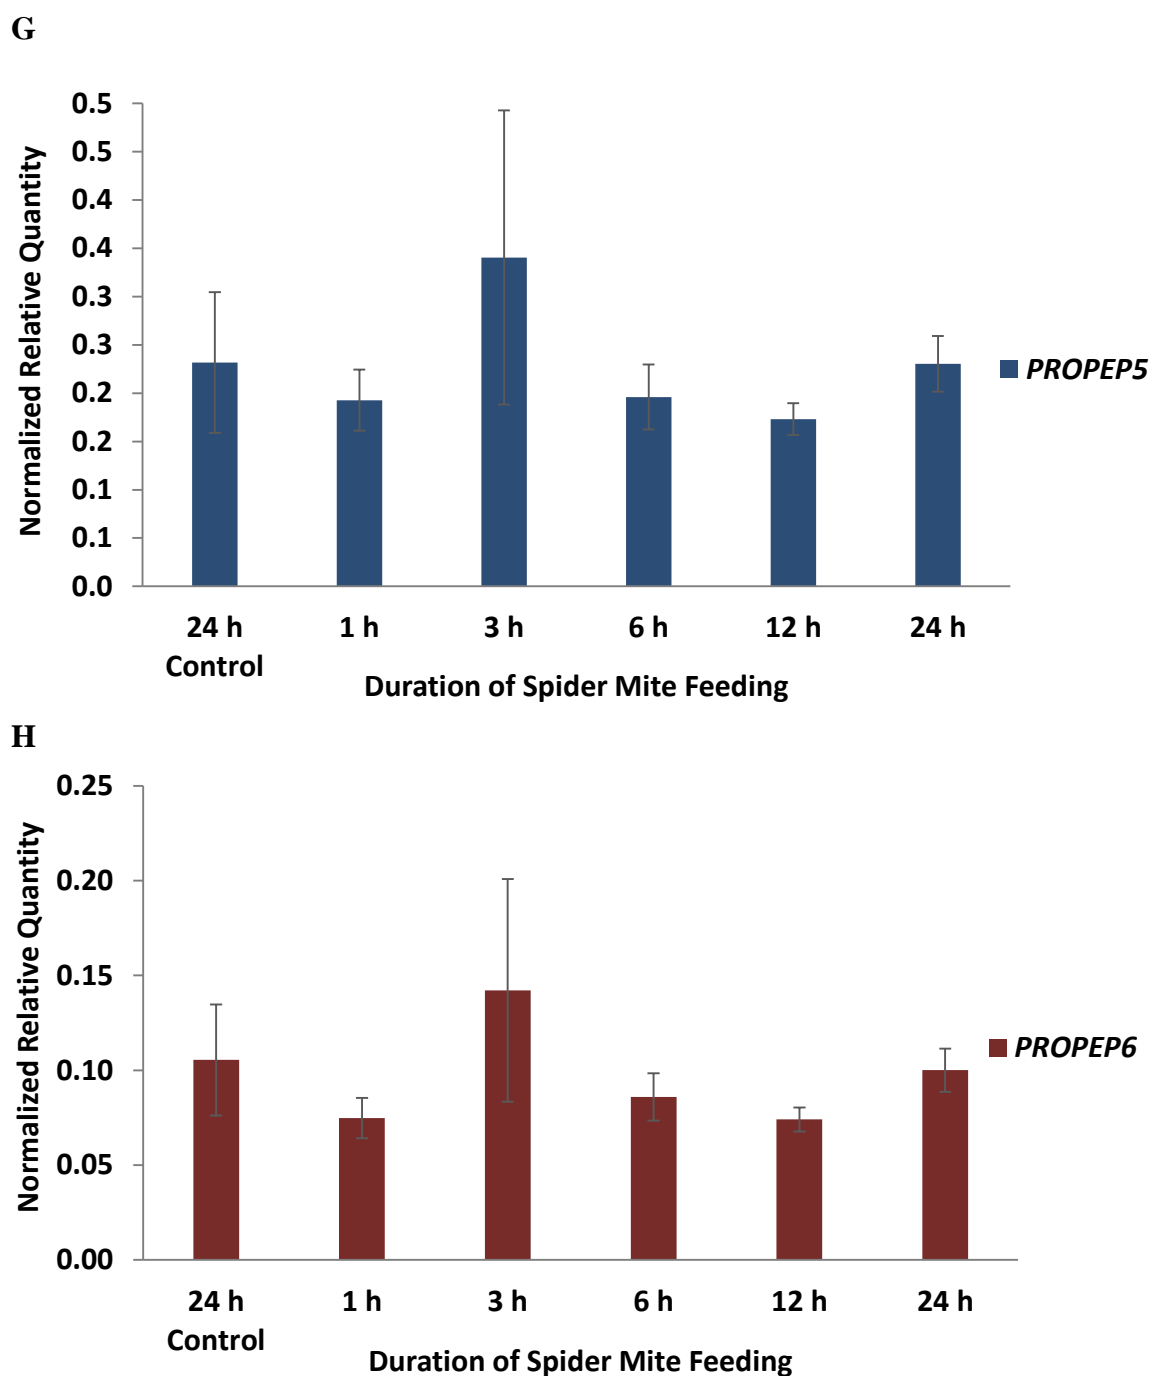 G
Normalized Relative Quantity
0.5
0.5
0.4
0.4
0.3
0.3
0.2
0.2
0.1
0.1
0.0
24 h Control
1 h
3 h
6 h
12 h
24 h
Duration of Spider Mite Feeding
PROPEP5
H
Normalized Relative Quantity
0.25
0.20
0.15
0.10
0.05
0.00
24 h Control
1 h
3 h
6 h
12 h
24 h
Duration of Spider Mite Feeding
PROPEP6